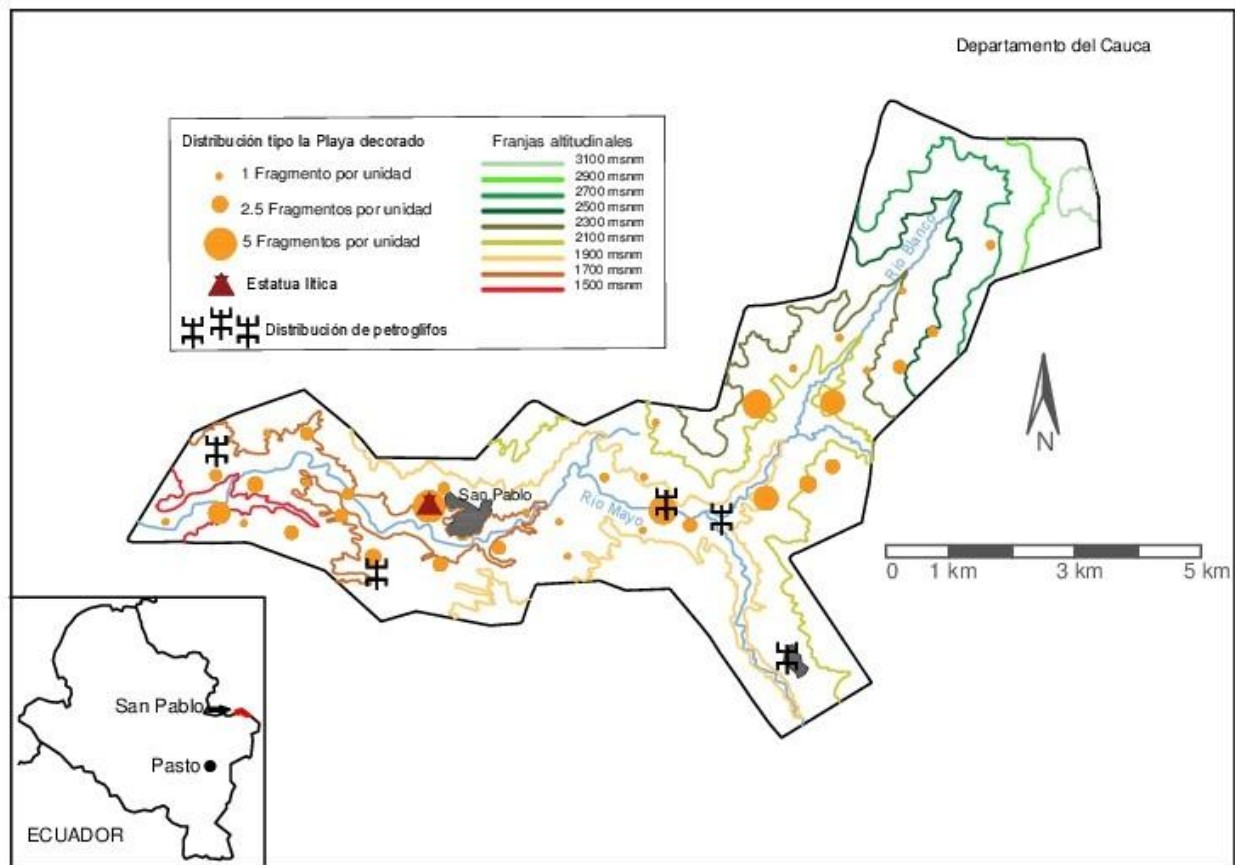 Departamento del Cauca
Distribución tipo la Playa decorado
1 Fragmento por unidad
2.5 Fragmentos por unidad
5 Fragmentos por unidad
Estatua lítica
Distribución de petroglifos
Franjas altitudinales
3100 msnm
2900 msnm
2700 msnm
2500 msnm
2300 msnm
2100 msnm
1900 msnm
1700 msnm
1500 msnm
Río Blanco
San Pablo
Río Mayo
N
0 1 km 3 km 5 km
San Pablo
Pasto
ECUADOR